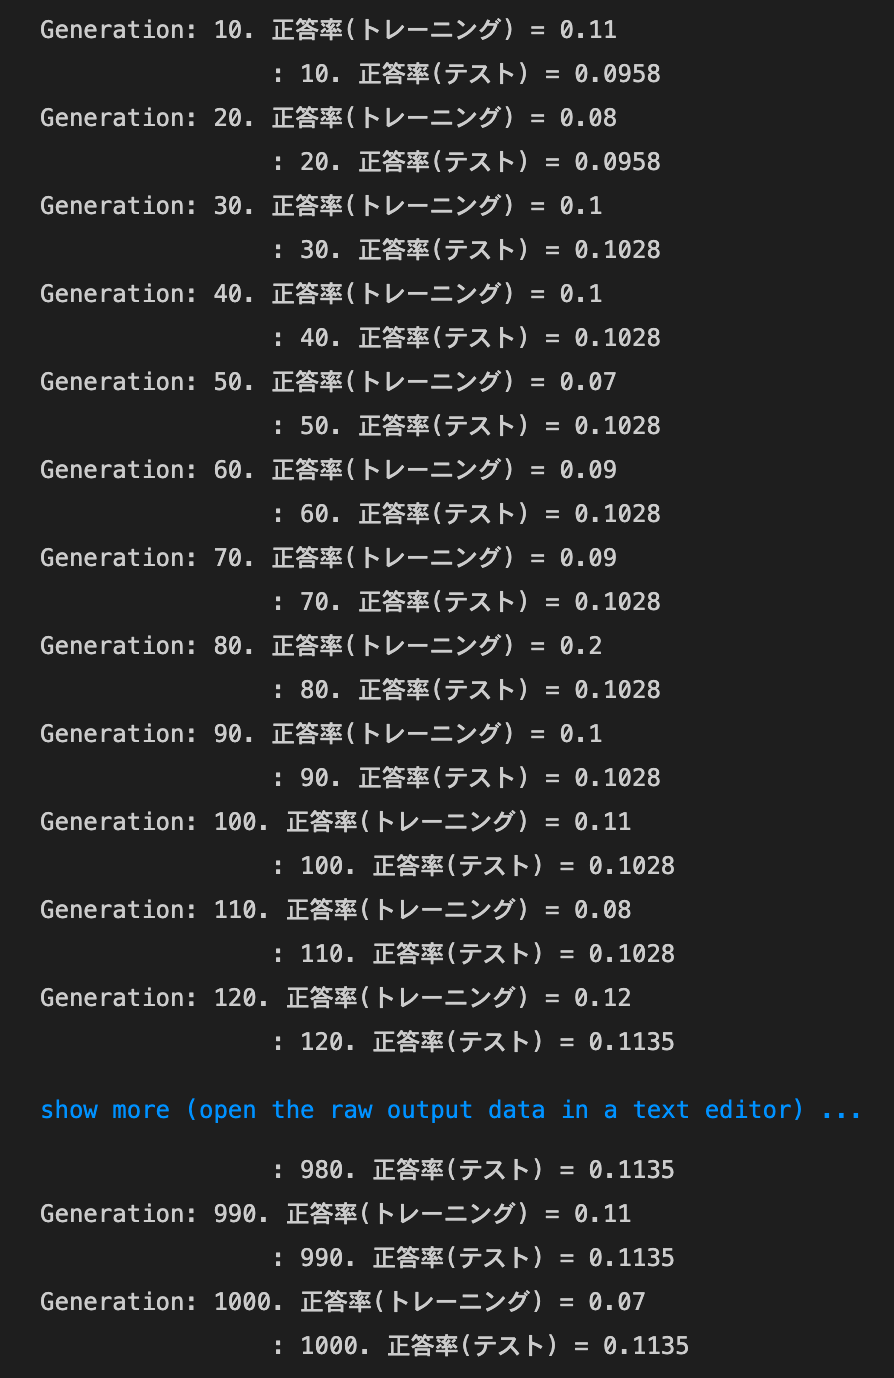 Generation: 10. 正答率(トレーニング) = 0.11
: 10. 正答率(テスト) = 0.0958
Generation: 20. 正答率(トレーニング) = 0.08
: 20. 正答率(テスト) = 0.0958
Generation: 30. 正答率(トレーニング) = 0.1
: 30. 正答率(テスト) = 0.1028
Generation: 40. 正答率(トレーニング) = 0.1
: 40. 正答率(テスト) = 0.1028
Generation: 50. 正答率(トレーニング) = 0.07
: 50. 正答率(テスト) = 0.1028
Generation: 60. 正答率(トレーニング) = 0.09
: 60. 正答率(テスト) = 0.1028
Generation: 70. 正答率(トレーニング) = 0.09
: 70. 正答率(テスト) = 0.1028
Generation: 80. 正答率(トレーニング) = 0.2
: 80. 正答率(テスト) = 0.1028
Generation: 90. 正答率(トレーニング) = 0.1
: 90. 正答率(テスト) = 0.1028
Generation: 100. 正答率(トレーニング) = 0.11
: 100. 正答率(テスト) = 0.1028
Generation: 110. 正答率(トレーニング) = 0.08
: 110. 正答率(テスト) = 0.1028
Generation: 120. 正答率(トレーニング) = 0.12
: 120. 正答率(テスト) = 0.1135
show more (open the raw output data in a text editor) ...
: 980. 正答率(テスト) = 0.1135
Generation: 990. 正答率(トレーニング) = 0.11
: 990. 正答率(テスト) = 0.1135
Generation: 1000. 正答率(トレーニング) = 0.07
: 1000. 正答率(テスト) = 0.1135